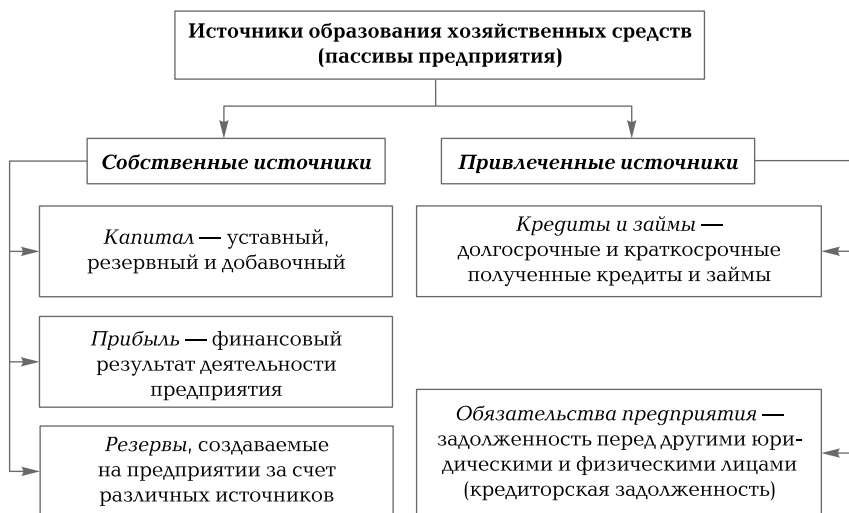 Источники образования хозяйственных средств
(пассивы предприятия)
Собственные источники
Привлеченные источники
Капитал — уставный,
резервный и добавочный
Прибыль — финансовый
результат деятельности
предприятия
Резервы, создаваемые
на предприятии за счет
различных источников
Кредиты и займы —
долгосрочные и краткосрочные
полученные кредиты и займы
Обязательства предприятия —
задолженность перед другими юри-
дическими и физическими лицами
(кредиторская задолженность)